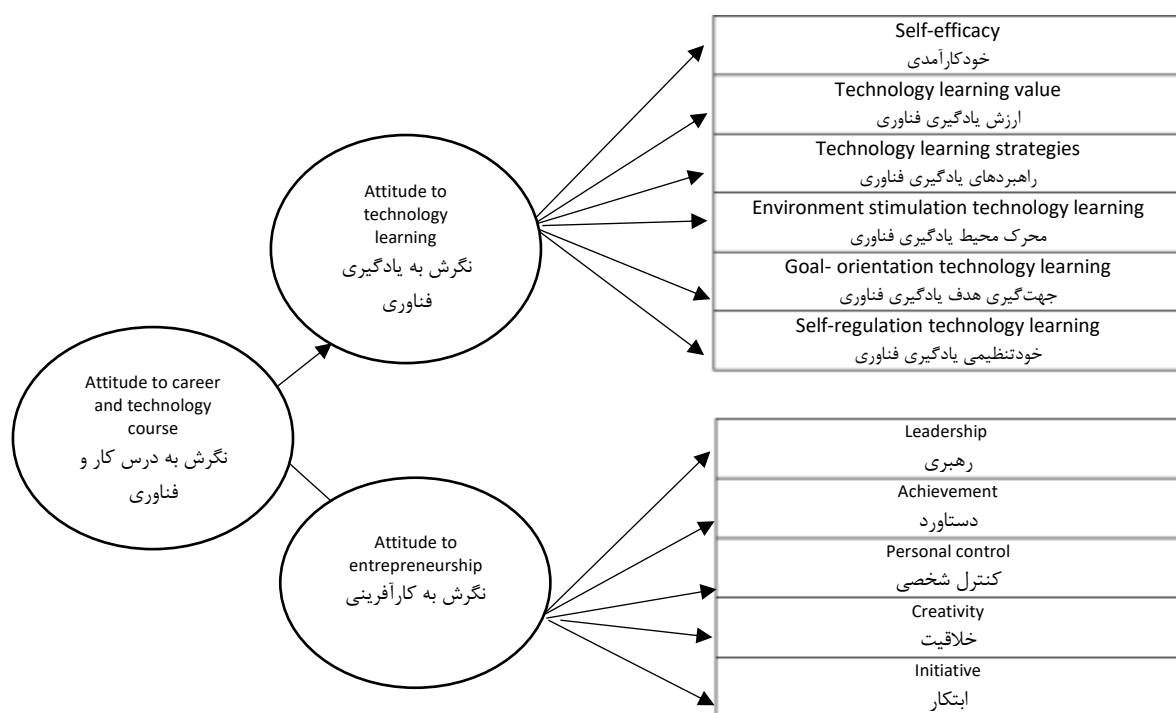 Attitude to career
and technology
course
نگرش به درس کار و
فناوری
Attitude to
technology
learning
نگرش به یادگیری
فناوری
Self-efficacy
خودکارآمدی
Technology learning value
ارزش یادگیری فناوری
Technology learning strategies
راهبردهای یادگیری فناوری
Environment stimulation technology learning
محرک محیط یادگیری فناوری
Goal- orientation technology learning
جهت‌گیری هدف یادگیری فناوری
Self-regulation technology learning
خودتنظیمی یادگیری فناوری
Attitude to
entrepreneurship
نگرش به کارآفرینی
Leadership
رهبری
Achievement
دستاورد
Personal control
کنترل شخصی
Creativity
خلاقیت
Initiative
ابتکار